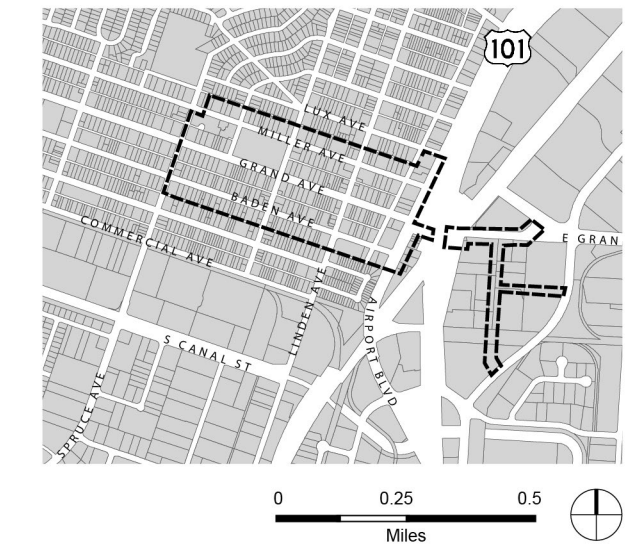 101
LUX AVE
MILLER AVE
GRAND AVE
BADEN AVE
E GRAN
COMMERCIAL AVE
LINDEN AVE
AIRPORT BLVD
S CANAL ST
SPRUCE AVE
0 0.25 0.5
Miles